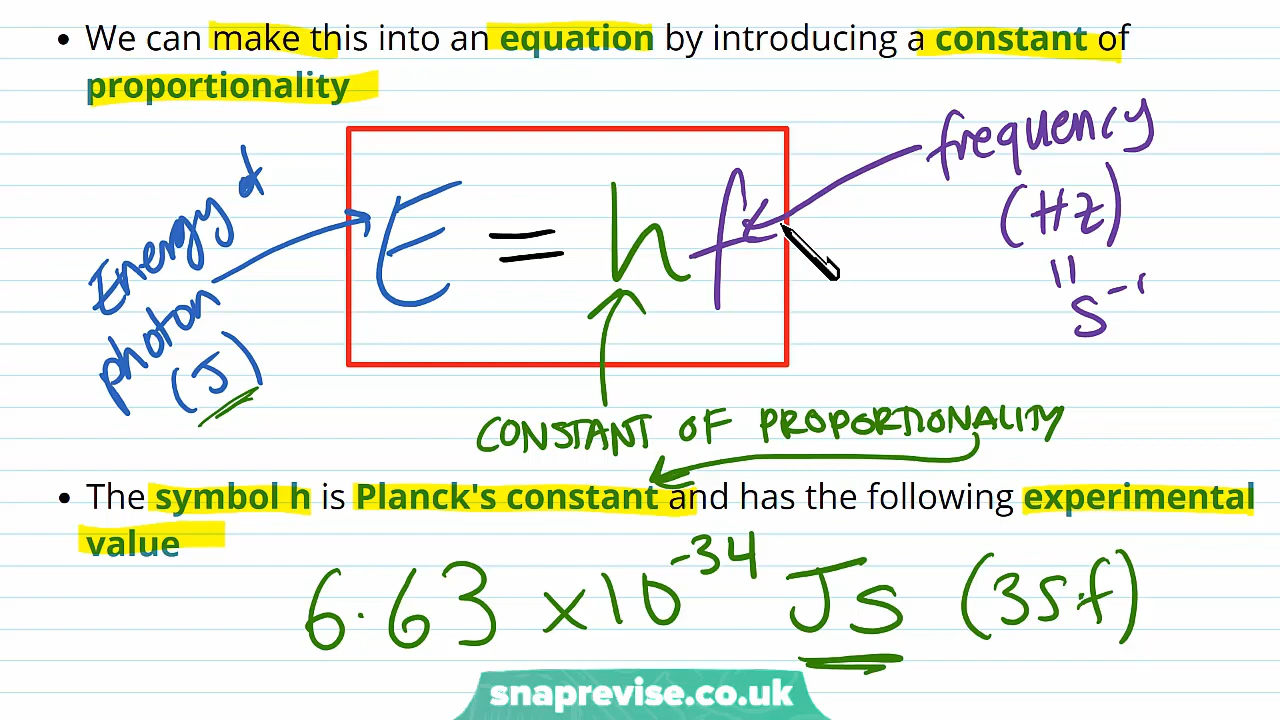 • We can make this into an equation by introducing a constant of
proportionality
Energy of
photon
(J)
E = hf
frequency
(Hz)
"
s⁻¹
CONSTANT OF PROPORTIONALITY
• The symbol h is Planck's constant and has the following experimental
value
6.63 ×10⁻³⁴ Js (3s.f)
snaprevise.co.uk